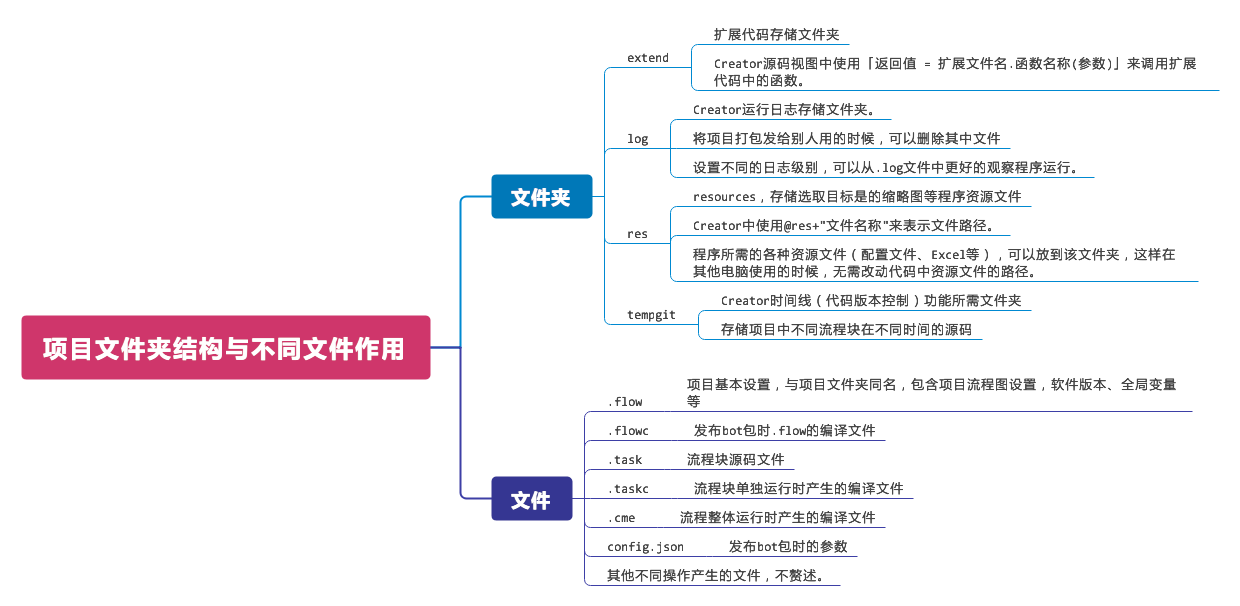 项目文件夹结构与不同文件作用
文件夹
extend
扩展代码存储文件夹
Creator源码视图中使用「返回值 = 扩展文件名.函数名称(参数)」来调用扩展
代码中的函数。
log
Creator运行日志存储文件夹。
将项目打包发给别人用的时候，可以删除其中文件
设置不同的日志级别，可以从.log文件中更好的观察程序运行。
res
resources，存储选取目标是的缩略图等程序资源文件
Creator中使用@res+"文件名称"来表示文件路径。
程序所需的各种资源文件（配置文件、Excel等），可以放到该文件夹，这样在
其他电脑使用的时候，无需改动代码中资源文件的路径。
tempgit
Creator时间线（代码版本控制）功能所需文件夹
存储项目中不同流程块在不同时间的源码
文件
.flow
项目基本设置，与项目文件夹同名，包含项目流程图设置，软件版本、全局变量
等
.flowc 发布bot包时.flow的编译文件
.task 流程块源码文件
.taskc 流程块单独运行时产生的编译文件
.cme 流程整体运行时产生的编译文件
config.json 发布bot包时的参数
其他不同操作产生的文件，不赘述。